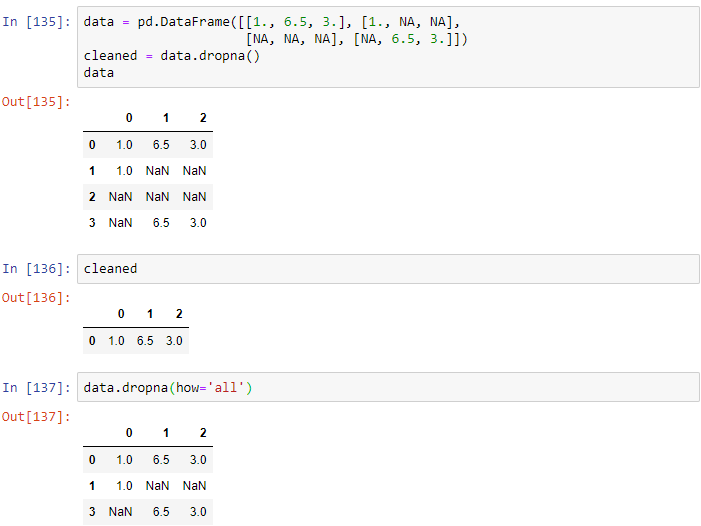 In [135]: data = pd.DataFrame([[1., 6.5, 3.], [1., NA, NA],
[NA, NA, NA], [NA, 6.5, 3.]])
cleaned = data.dropna()
data
Out[135]:
0 1 2
0 1.0 6.5 3.0
1 1.0 NaN NaN
2 NaN NaN NaN
3 NaN 6.5 3.0
In [136]: cleaned
Out[136]:
0 1 2
0 1.0 6.5 3.0
In [137]: data.dropna(how='all')
Out[137]:
0 1 2
0 1.0 6.5 3.0
1 1.0 NaN NaN
3 NaN 6.5 3.0